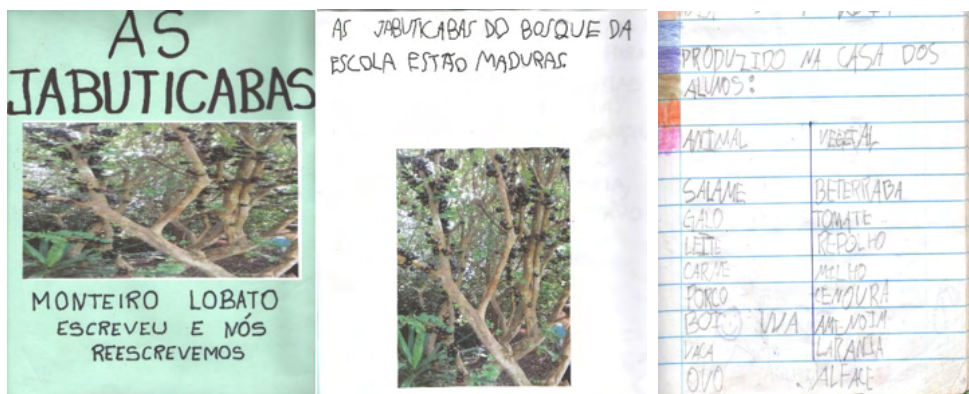 AS
JABUTICABAS
MONTEIRO LOBATO
ESCREVEU E NÓS
REESCREVEMOS
AS JABUTICABAS DO BOSQUE DA
ESCOLA ESTÃO MADURAS
PRODUZIDO NA CASA DOS
ALUNOS:
ANIMAL VEGETAL
SALAME BETERRABA
GALO TOMATE
LEITE REPOLHO
CARNE MILHO
PORCO CENOURA
BOI UVA AMENDOIM
VACA LARANJA
OVO ALFACE